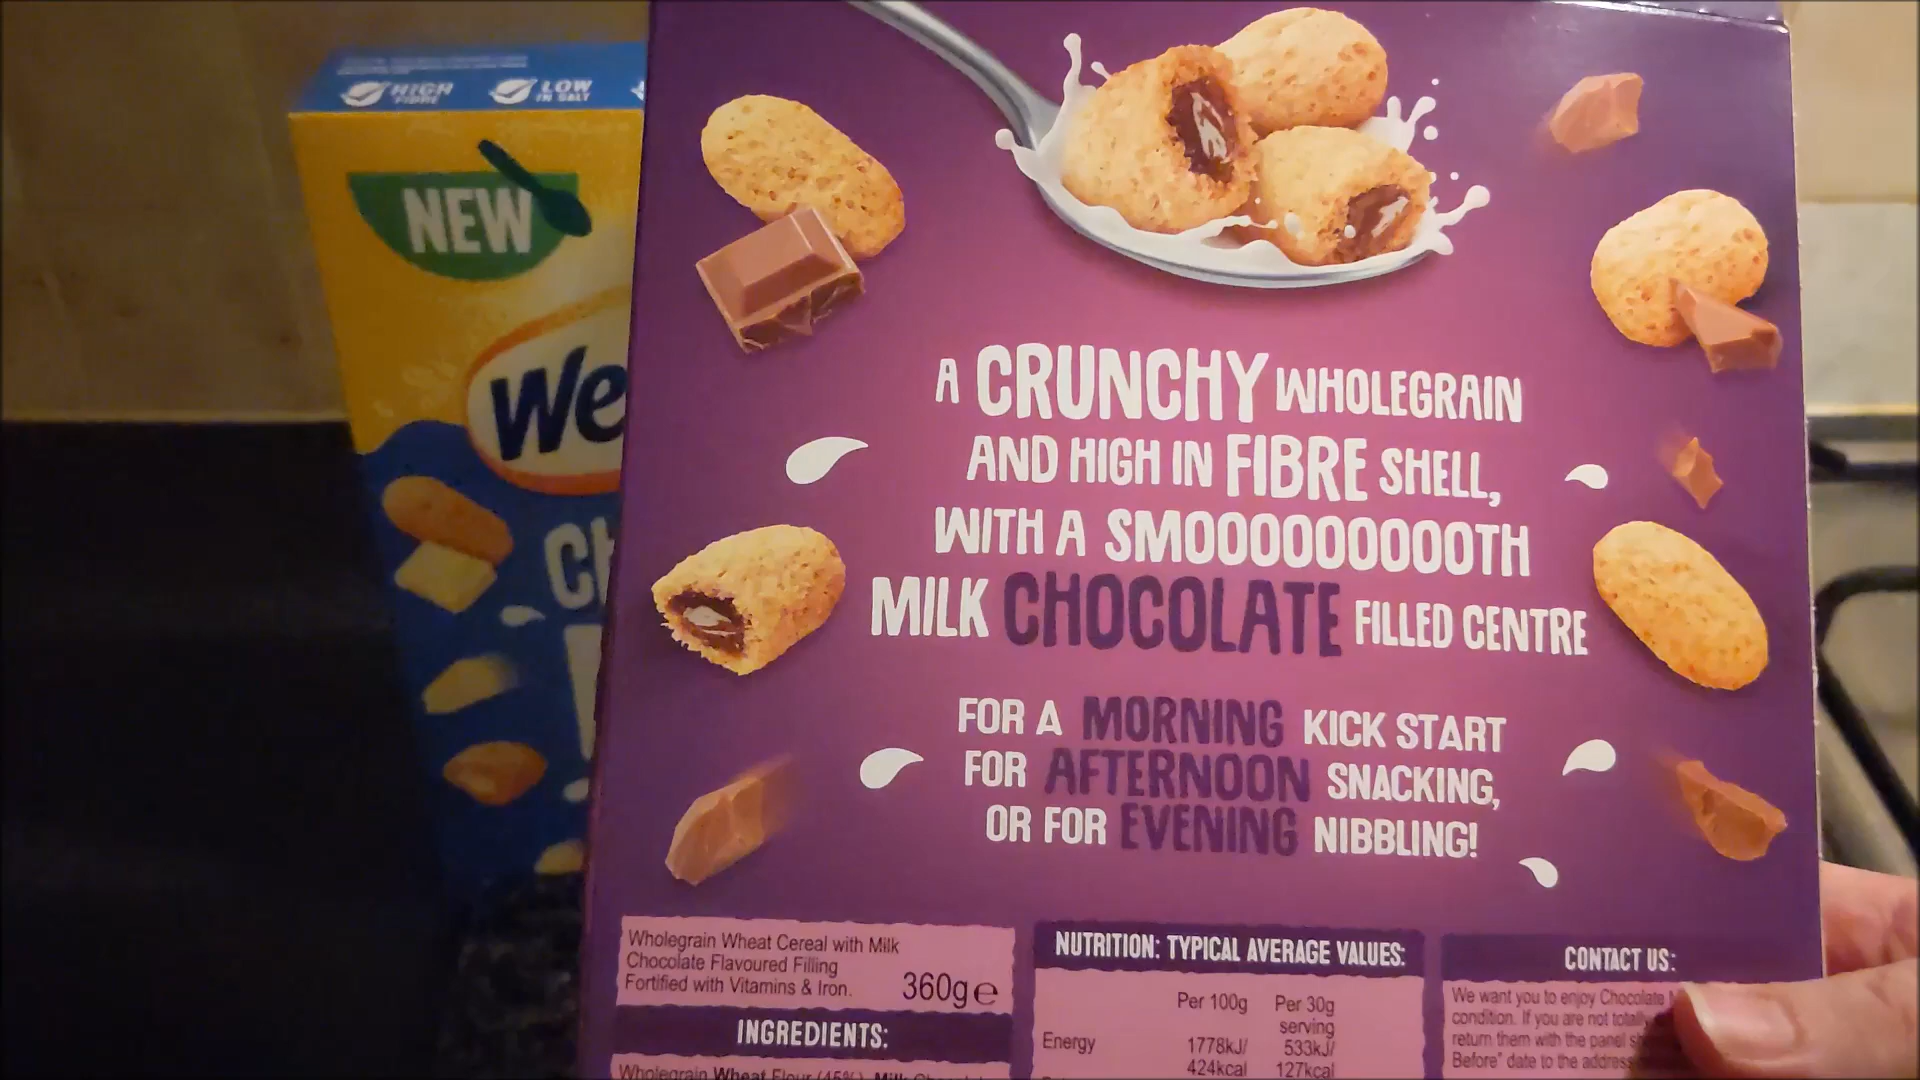 HIGH FIBRE
LOW IN SALT
NEW
We
CH
A CRUNCHY WHOLEGRAIN
AND HIGH IN FIBRE SHELL,
WITH A SMOOOOOOOOOTH
MILK CHOCOLATE FILLED CENTRE
FOR A MORNING KICK START
FOR AFTERNOON SNACKING,
OR FOR EVENING NIBBLING!
Wholegrain Wheat Cereal with Milk
Chocolate Flavoured Filling
Fortified with Vitamins & Iron.
360g e
INGREDIENTS:
Wholegrain Wheat Flour (45%), Milk
NUTRITION: TYPICAL AVERAGE VALUES:
Per 100g Per 30g
serving
Energy 1778kJ/ 533kJ/
424kcal 127kcal
CONTACT US:
We want you to enjoy Chocolate
condition. If you are not totally
return them with the panel
Before" date to the address